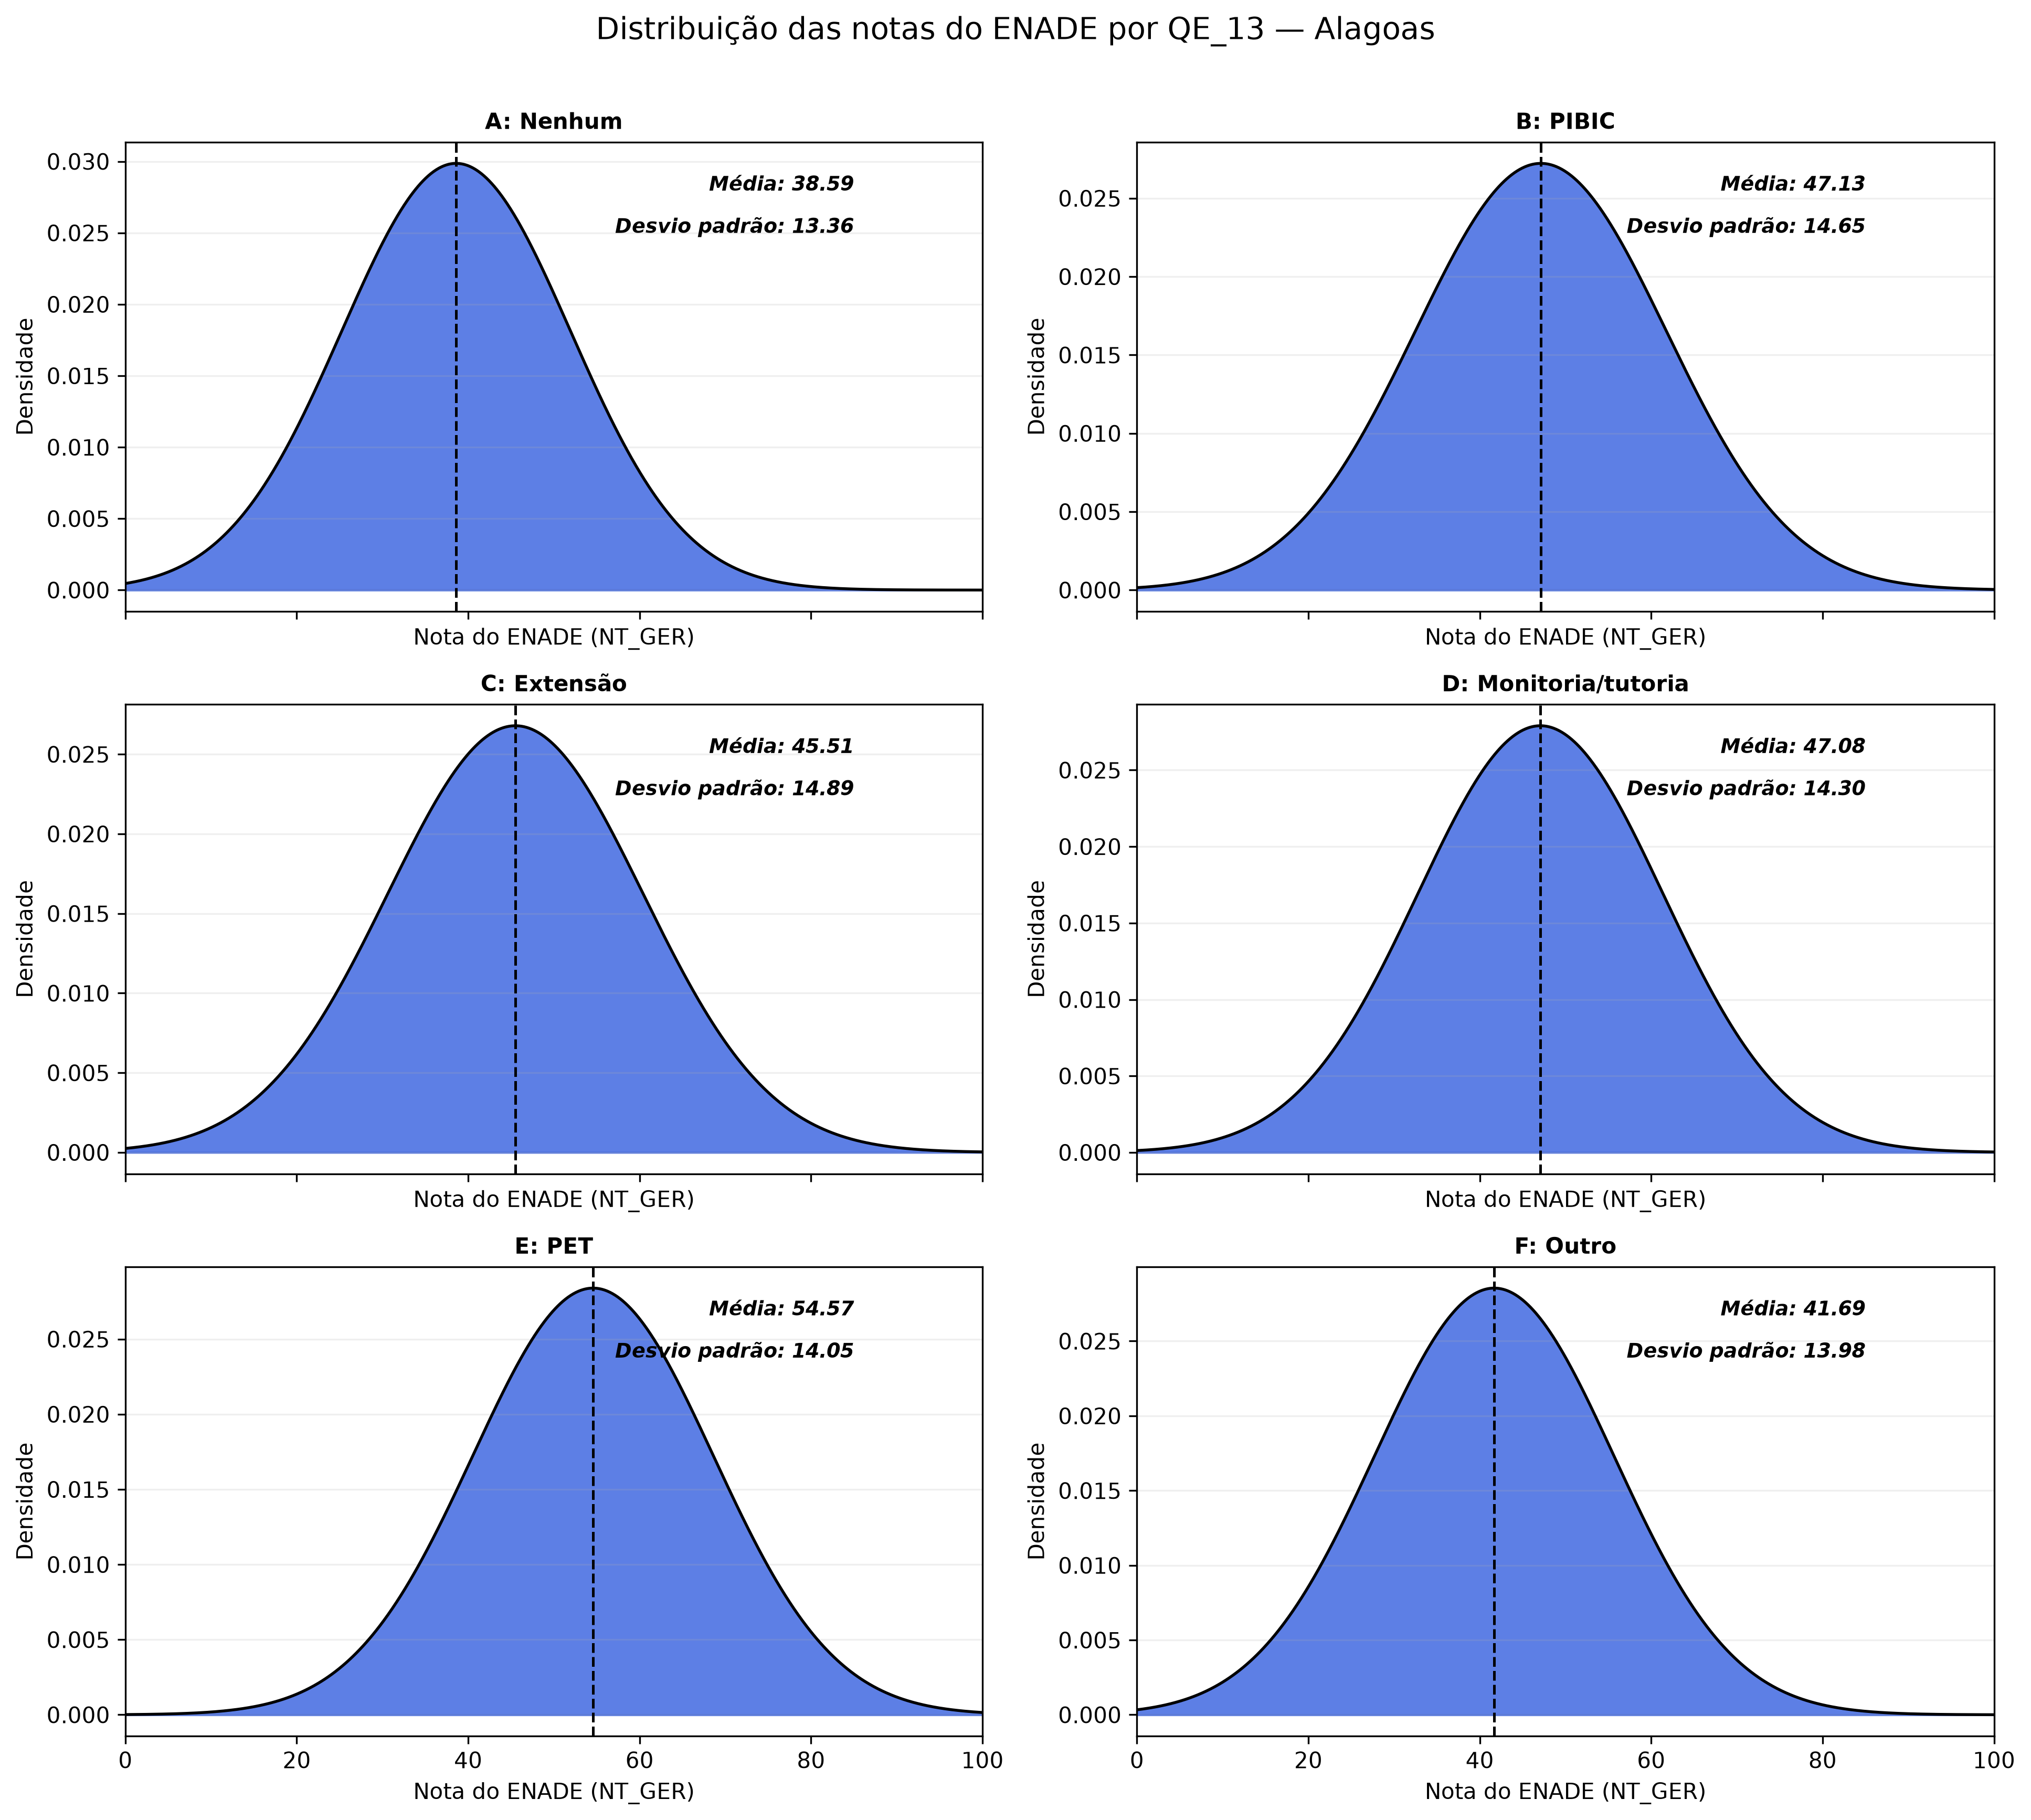 Distribuição das notas do ENADE por QE_13 — Alagoas
A: Nenhum
Média: 38.59
Desvio padrão: 13.36
Densidade
0.030
0.025
0.020
0.015
0.010
0.005
0.000
Nota do ENADE (NT_GER)
B: PIBIC
Média: 47.13
Desvio padrão: 14.65
Densidade
0.025
0.020
0.015
0.010
0.005
0.000
Nota do ENADE (NT_GER)
C: Extensão
Média: 45.51
Desvio padrão: 14.89
Densidade
0.025
0.020
0.015
0.010
0.005
0.000
Nota do ENADE (NT_GER)
D: Monitoria/tutoria
Média: 47.08
Desvio padrão: 14.30
Densidade
0.025
0.020
0.015
0.010
0.005
0.000
Nota do ENADE (NT_GER)
E: PET
Média: 54.57
Desvio padrão: 14.05
Densidade
0.025
0.020
0.015
0.010
0.005
0.000
0 20 40 60 80 100
Nota do ENADE (NT_GER)
F: Outro
Média: 41.69
Desvio padrão: 13.98
Densidade
0.025
0.020
0.015
0.010
0.005
0.000
0 20 40 60 80 100
Nota do ENADE (NT_GER)